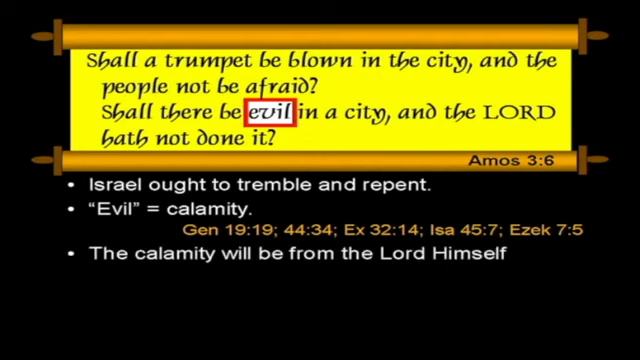 Shall a trumpet be blown in the city, and the
people not be afraid?
Shall there be evil in a city, and the LORD
hath not done it?
Amos 3:6
• Israel ought to tremble and repent.
• “Evil” = calamity.
Gen 19:19; 44:34; Ex 32:14; Isa 45:7; Ezek 7:5
• The calamity will be from the Lord Himself